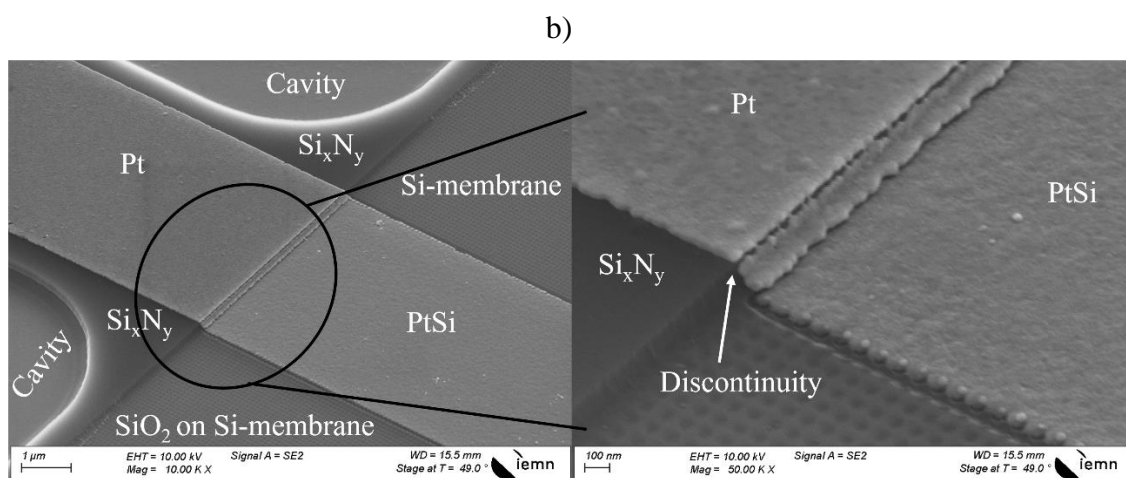 b)
Cavity
Pt
SixNy
Si-membrane
SixNy
PtSi
Cavity
SiO2 on Si-membrane
1 µm
EHT = 10.00 kV
Signal A = SE2
WD = 15.5 mm
Mag = 10.00 K X
Stage at T = 49.0 °
iemn
Pt
PtSi
SixNy
Discontinuity
100 nm
EHT = 10.00 kV
Signal A = SE2
WD = 15.5 mm
Mag = 50.00 K X
Stage at T = 49.0 °
iemn